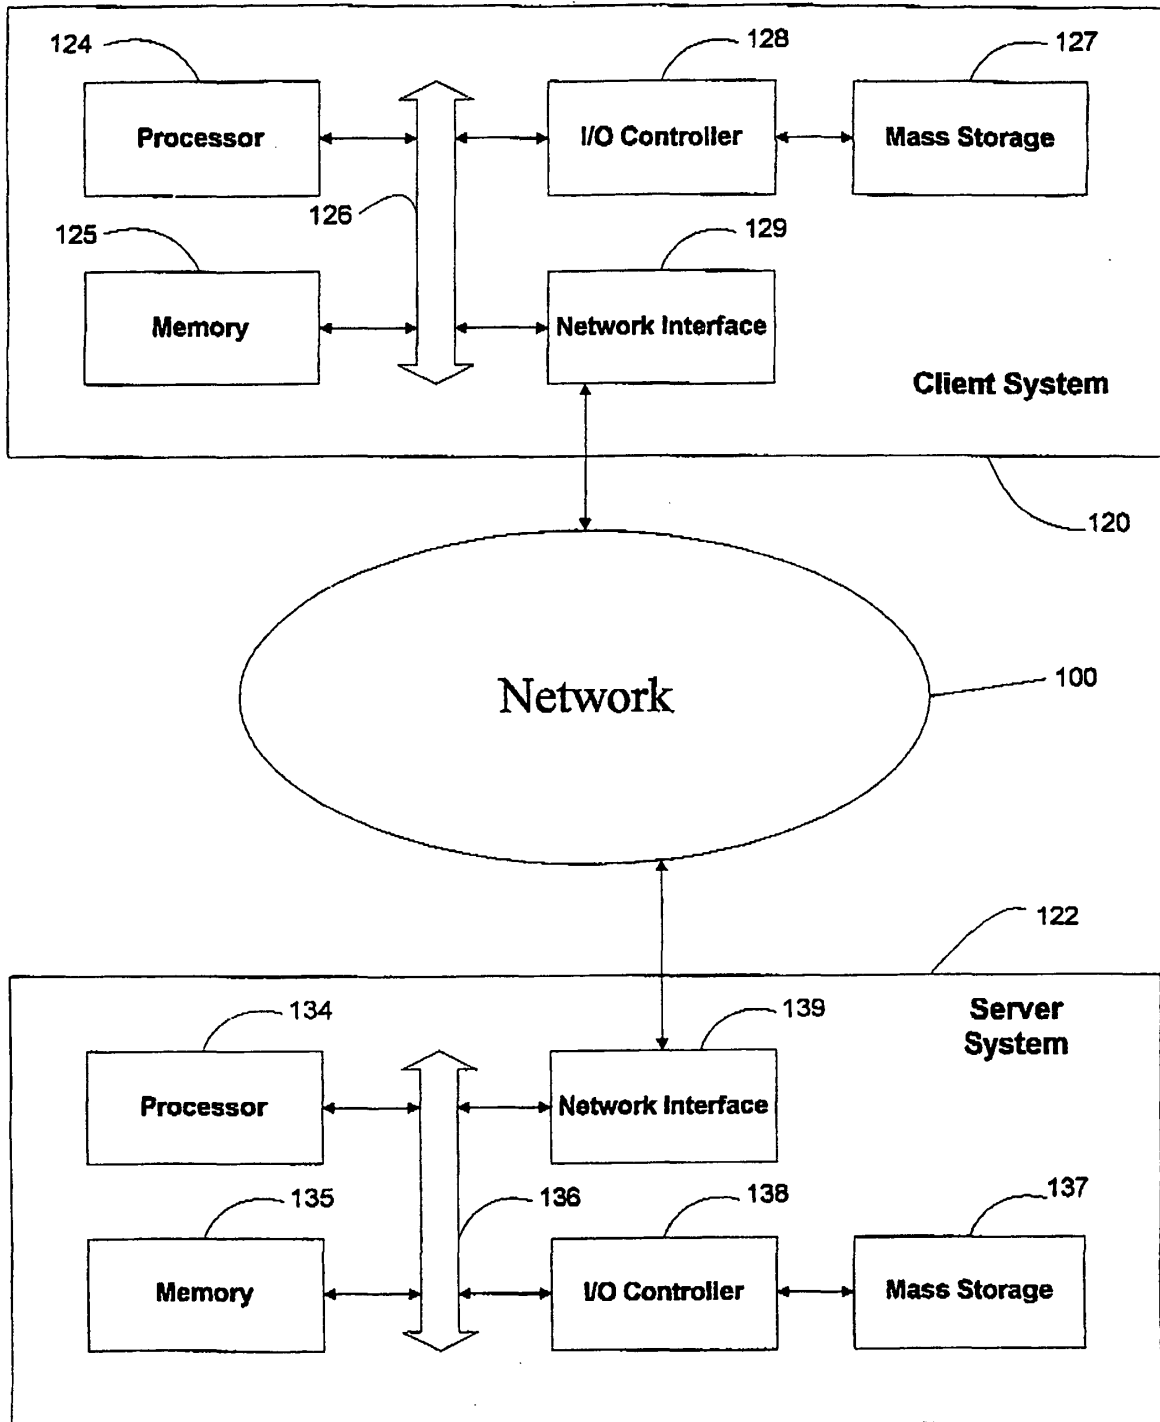 124
128
127
Processor
I/O Controller
Mass Storage
126
125
129
Memory
Network Interface
Client System
120
Network
100
122
Server
System
134
139
Processor
Network Interface
135
136
138
137
Memory
I/O Controller
Mass Storage